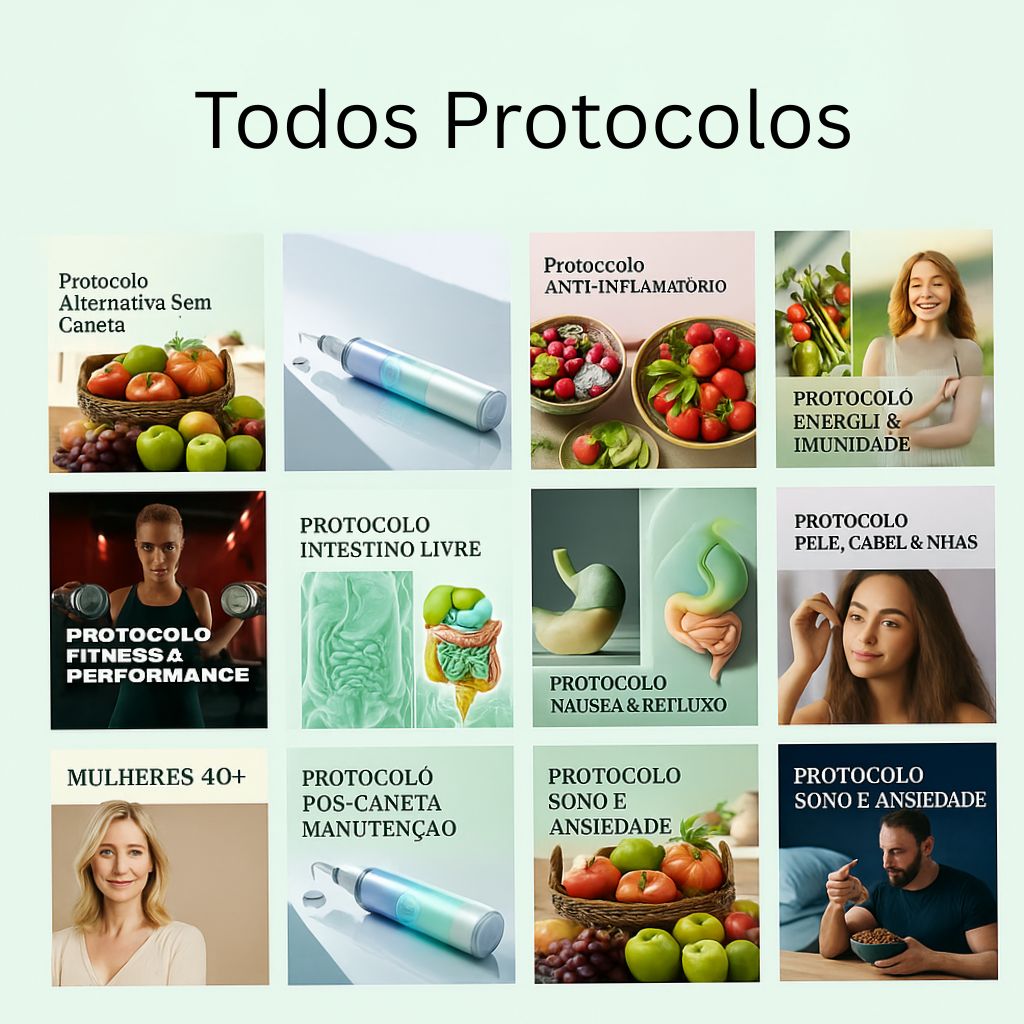 Todos Protocolos
Protocolo
Alternativa Sem
Caneta
Protoccolo
ANTI-INFLAMATÒRIO
PROTOCOLÓ
ENERGLI &
IMUNIDADE
PROTOCOLO
FITNESS &
PERFORMANCE
PROTOCOLO
INTESTINO LIVRE
PROTOCOLO
NAUSEA & REFLUXO
PROTOCOLO
PELE, CABEL & NHAS
MULHERES 40+
PROTOCOLÓ
POS-CANETA
MANUTENÇAO
PROTOCOLO
SONO E
ANSIEDADE
PROTOCOLO
SONO E ANSIEDADE